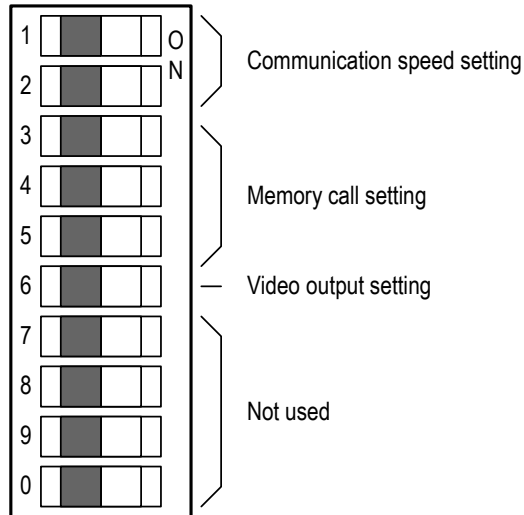 1 O
N
Communication speed setting
2
3
4
Memory call setting
5
6
Video output setting
7
8
Not used
9
0